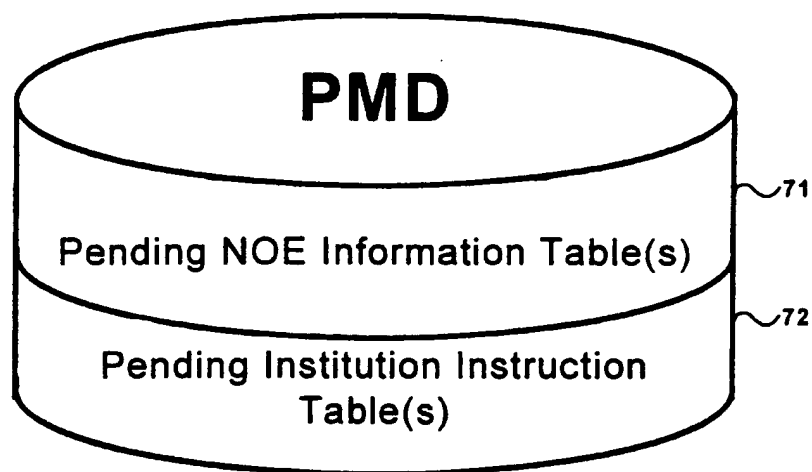 PMD
71
Pending NOE Information Table(s)
72
Pending Institution Instruction
Table(s)